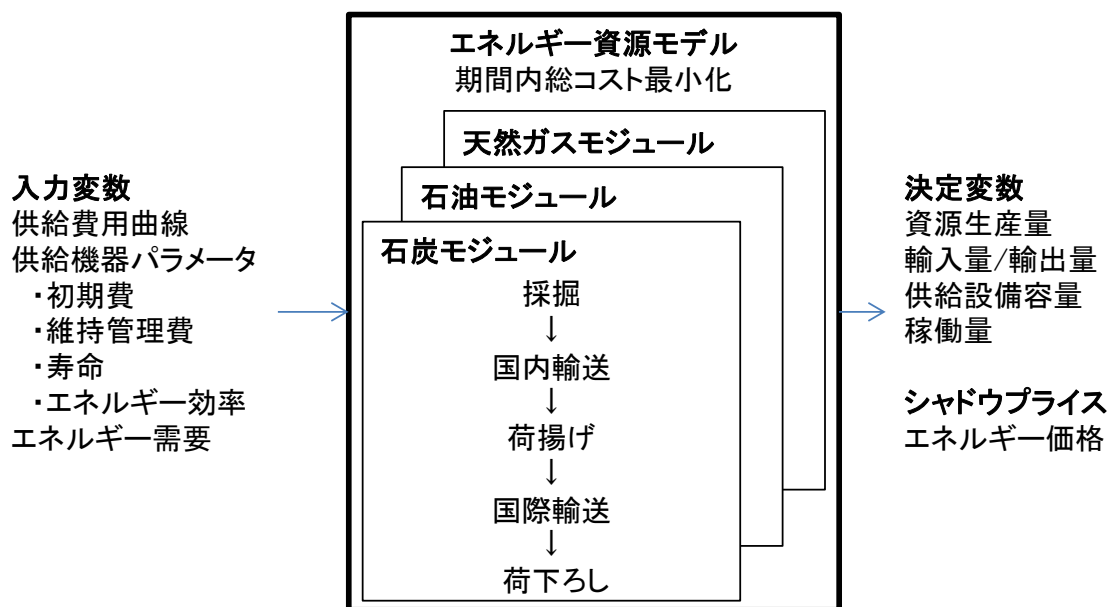 エネルギー資源モデル
期間内総コスト最小化
天然ガスモジュール
石油モジュール
石炭モジュール
採掘
↓
国内輸送
↓
荷揚げ
↓
国際輸送
↓
荷下ろし
入力変数
供給費用曲線
供給機器パラメータ
・初期費
・維持管理費
・寿命
・エネルギー効率
エネルギー需要
決定変数
資源生産量
輸入量/輸出量
供給設備容量
稼働量
シャドウプライス
エネルギー価格